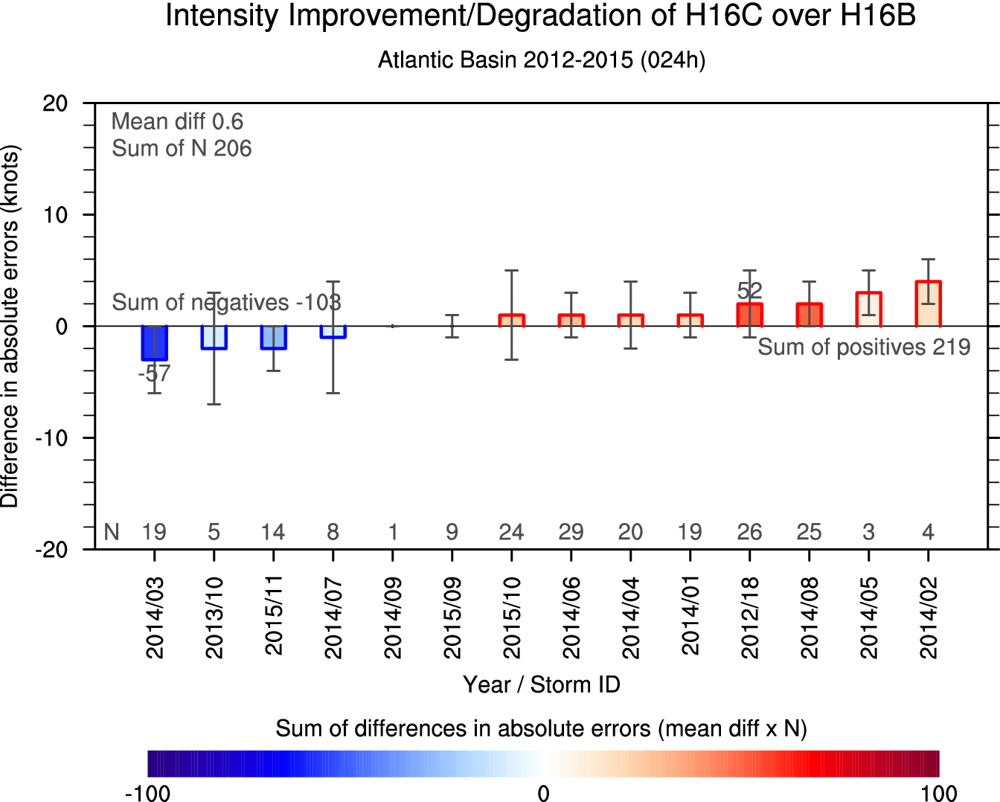 Intensity Improvement/Degradation of H16C over H16B
Atlantic Basin 2012-2015 (024h)
Difference in absolute errors (knots)
20
10
0
-10
-20
Mean diff 0.6
Sum of N 206
Sum of negatives -103
-57
52
Sum of positives 219
N 19 5 14 8 1 9 24 29 20 19 26 25 3 4
2014/03 2013/10 2015/11 2014/07 2014/09 2015/09 2015/10 2014/06 2014/04 2014/01 2012/18 2014/08 2014/05 2014/02
Year / Storm ID
Sum of differences in absolute errors (mean diff x N)
-100 0 100